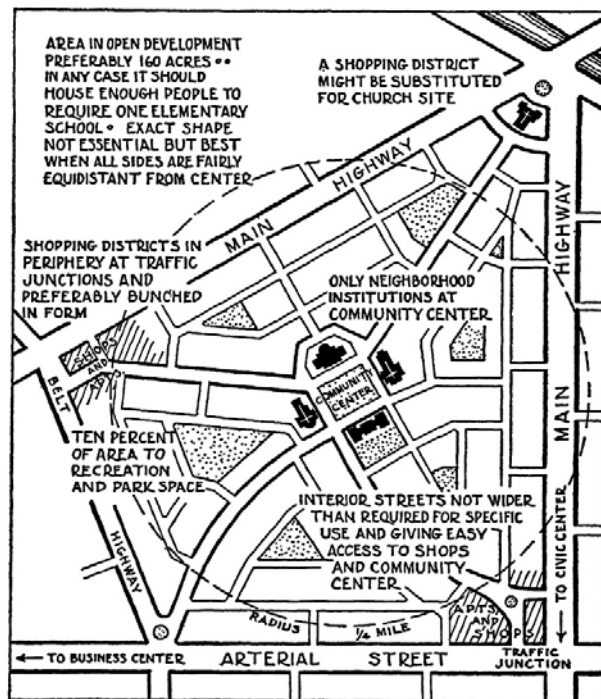 AREA IN OPEN DEVELOPMENT
PREFERABLY 160 ACRES • •
IN ANY CASE IT SHOULD
HOUSE ENOUGH PEOPLE TO
REQUIRE ONE ELEMENTARY
SCHOOL • EXACT SHAPE
NOT ESSENTIAL BUT BEST
WHEN ALL SIDES ARE FAIRLY
EQUIDISTANT FROM CENTER
A SHOPPING DISTRICT
MIGHT BE SUBSTITUTED
FOR CHURCH SITE
MAIN HIGHWAY
SHOPPING DISTRICTS IN
PERIPHERY AT TRAFFIC
JUNCTIONS AND
PREFERABLY BUNCHED
IN FORM
ONLY NEIGHBORHOOD
INSTITUTIONS AT
COMMUNITY CENTER
MAIN HIGHWAY
SHOPS
AND
APTS.
BELT HIGHWAY
COMMUNITY
CENTER
TEN PERCENT
OF AREA TO
RECREATION
AND PARK SPACE
INTERIOR STREETS NOT WIDER
THAN REQUIRED FOR SPECIFIC
USE AND GIVING EASY
ACCESS TO SHOPS
AND COMMUNITY
CENTER
TO CIVIC CENTER
APTS.
AND
SHOPS
RADIUS 1/4 MILE
TRAFFIC
JUNCTION
TO BUSINESS CENTER
ARTERIAL STREET